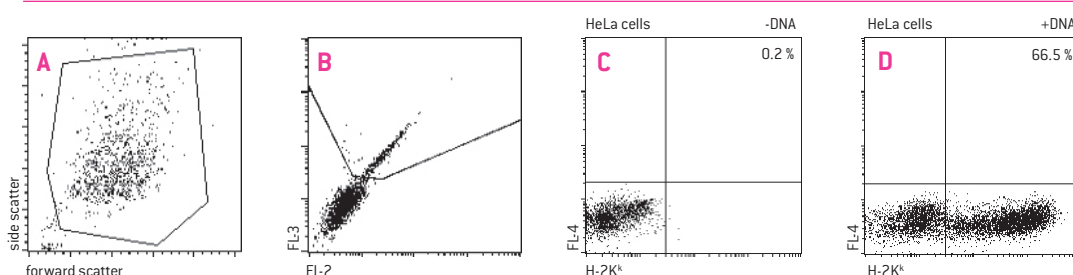 A
side scatter
forward scatter
B
FL-3
FL-2
HeLa cells -DNA
C
0.2 %
FL-4
H-2Kᵏ
HeLa cells +DNA
D
66.5 %
FL-4
H-2Kᵏ